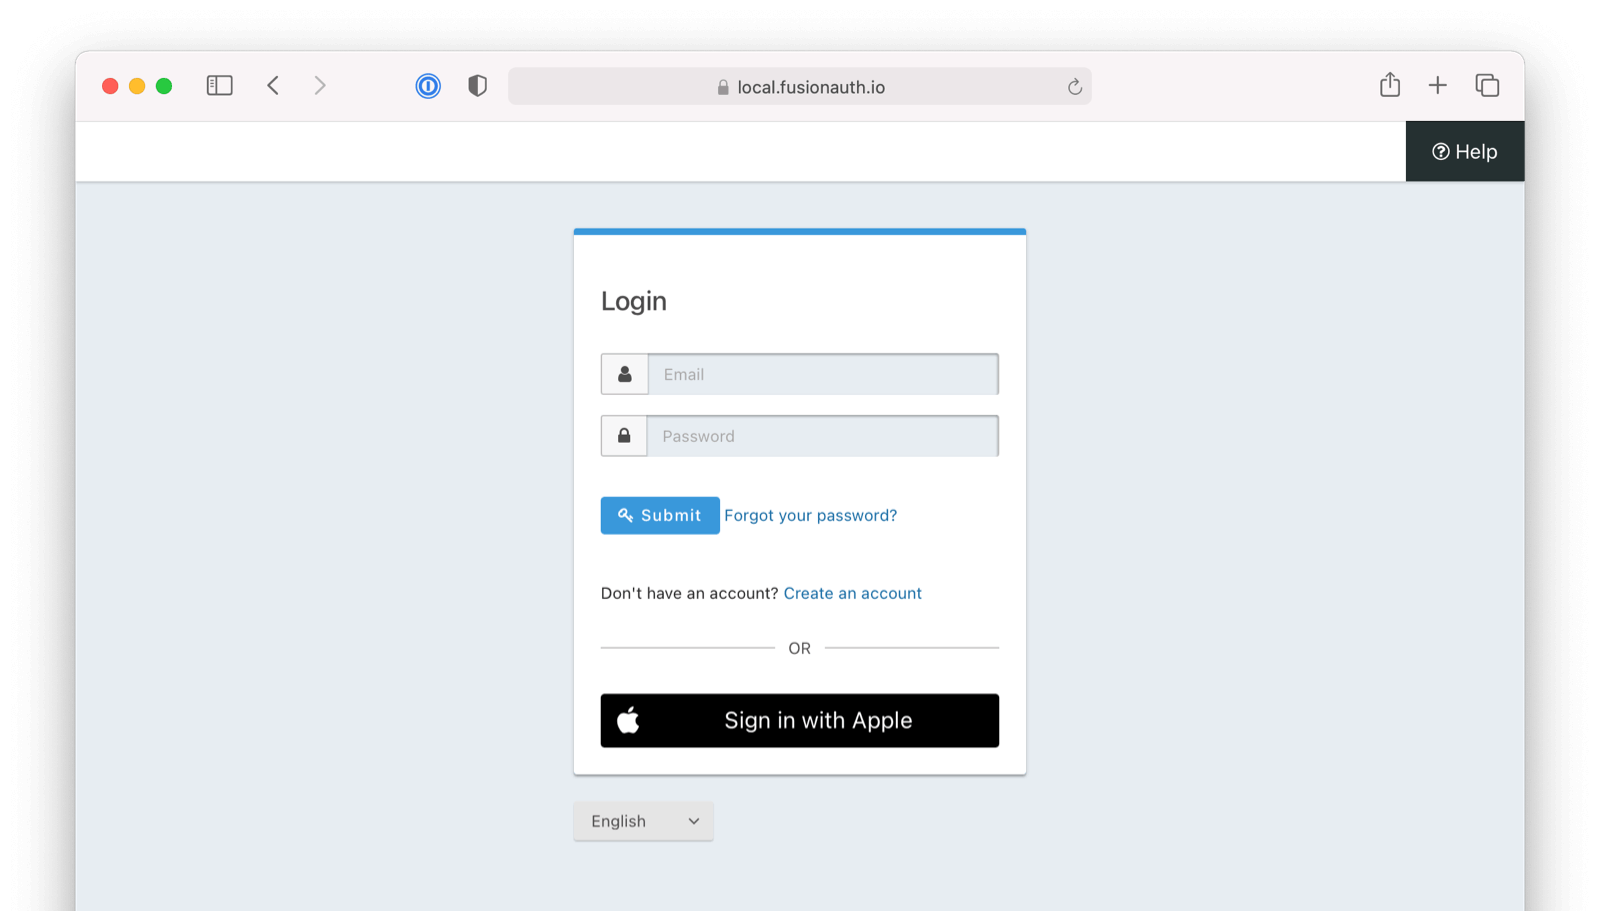 local.fusionauth.io
Help
Login
Email
Password
Submit Forgot your password?
Don't have an account? Create an account
OR
Sign in with Apple
English